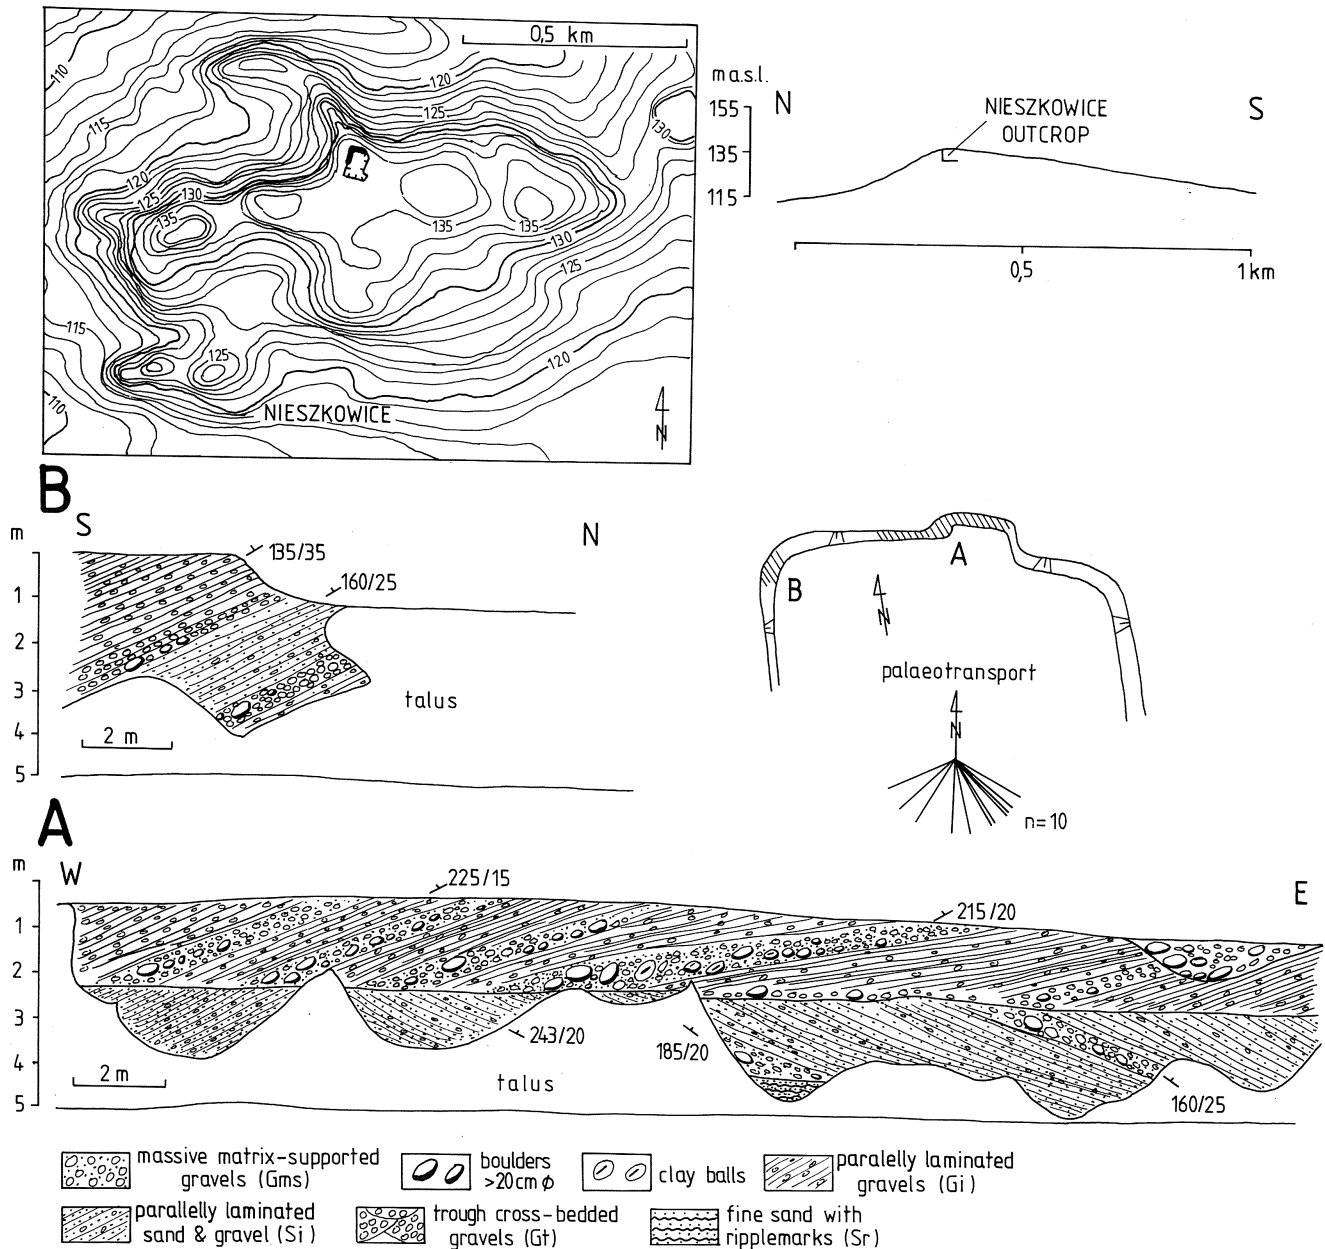 0,5 km
110
120
115
125
130
120
125
130
135
135
135
130
125
115
125
120
110
NIESZKOWICE
N
m a.s.l.
155
135
115
N
S
NIESZKOWICE
OUTCROP
0,5
1 km
B
S
N
m
135/35
160/25
1
2
3
4
5
talus
2 m
A
B
N
palaeotransport
N
n=10
A
m
W
E
225/15
215/20
1
2
3
4
5
243/20
185/20
160/25
2 m
talus
massive matrix-supported
gravels (Gms)
boulders
>20cm ϕ
clay balls
paralelly laminated
gravels (Gi)
parallelly laminated
sand & gravel (Si)
trough cross-bedded
gravels (Gt)
fine sand with
ripplemarks (Sr)